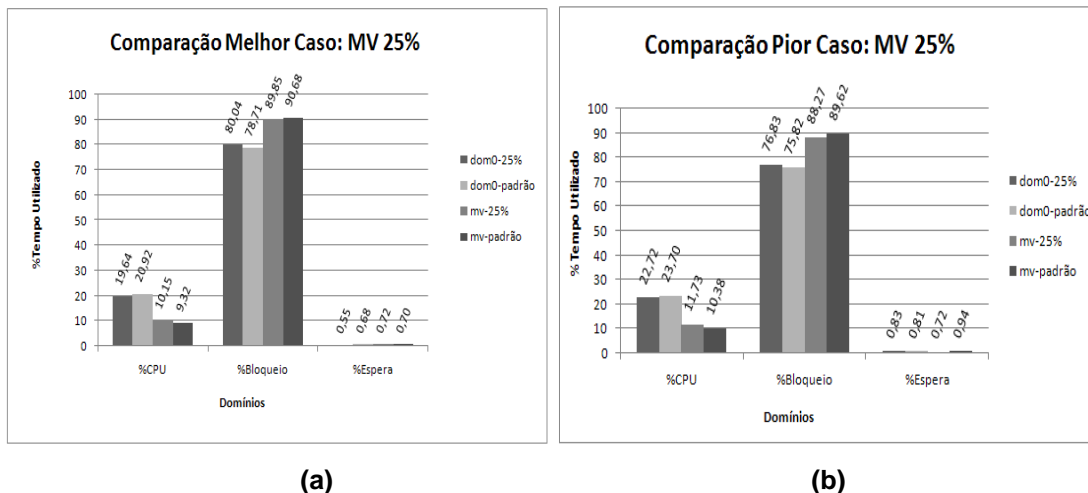 Comparação Melhor Caso: MV 25%
%Tempo Utilizado
100
90
80
70
60
50
40
30
20
10
0
19,64
20,92
10,15
9,32
80,04
78,71
89,85
90,68
0,55
0,68
0,72
0,70
%CPU
%Bloqueio
%Espera
Domínios
dom0-25%
dom0-padrão
mv-25%
mv-padrão
(a)
Comparação Pior Caso: MV 25%
% Tempo Utilizado
100
90
80
70
60
50
40
30
20
10
0
22,72
23,70
11,73
10,38
76,83
75,82
88,27
89,62
0,83
0,81
0,72
0,94
%CPU
%Bloqueio
%Espera
Domínios
dom0-25%
dom0-padrão
mv-25%
mv-padrão
(b)